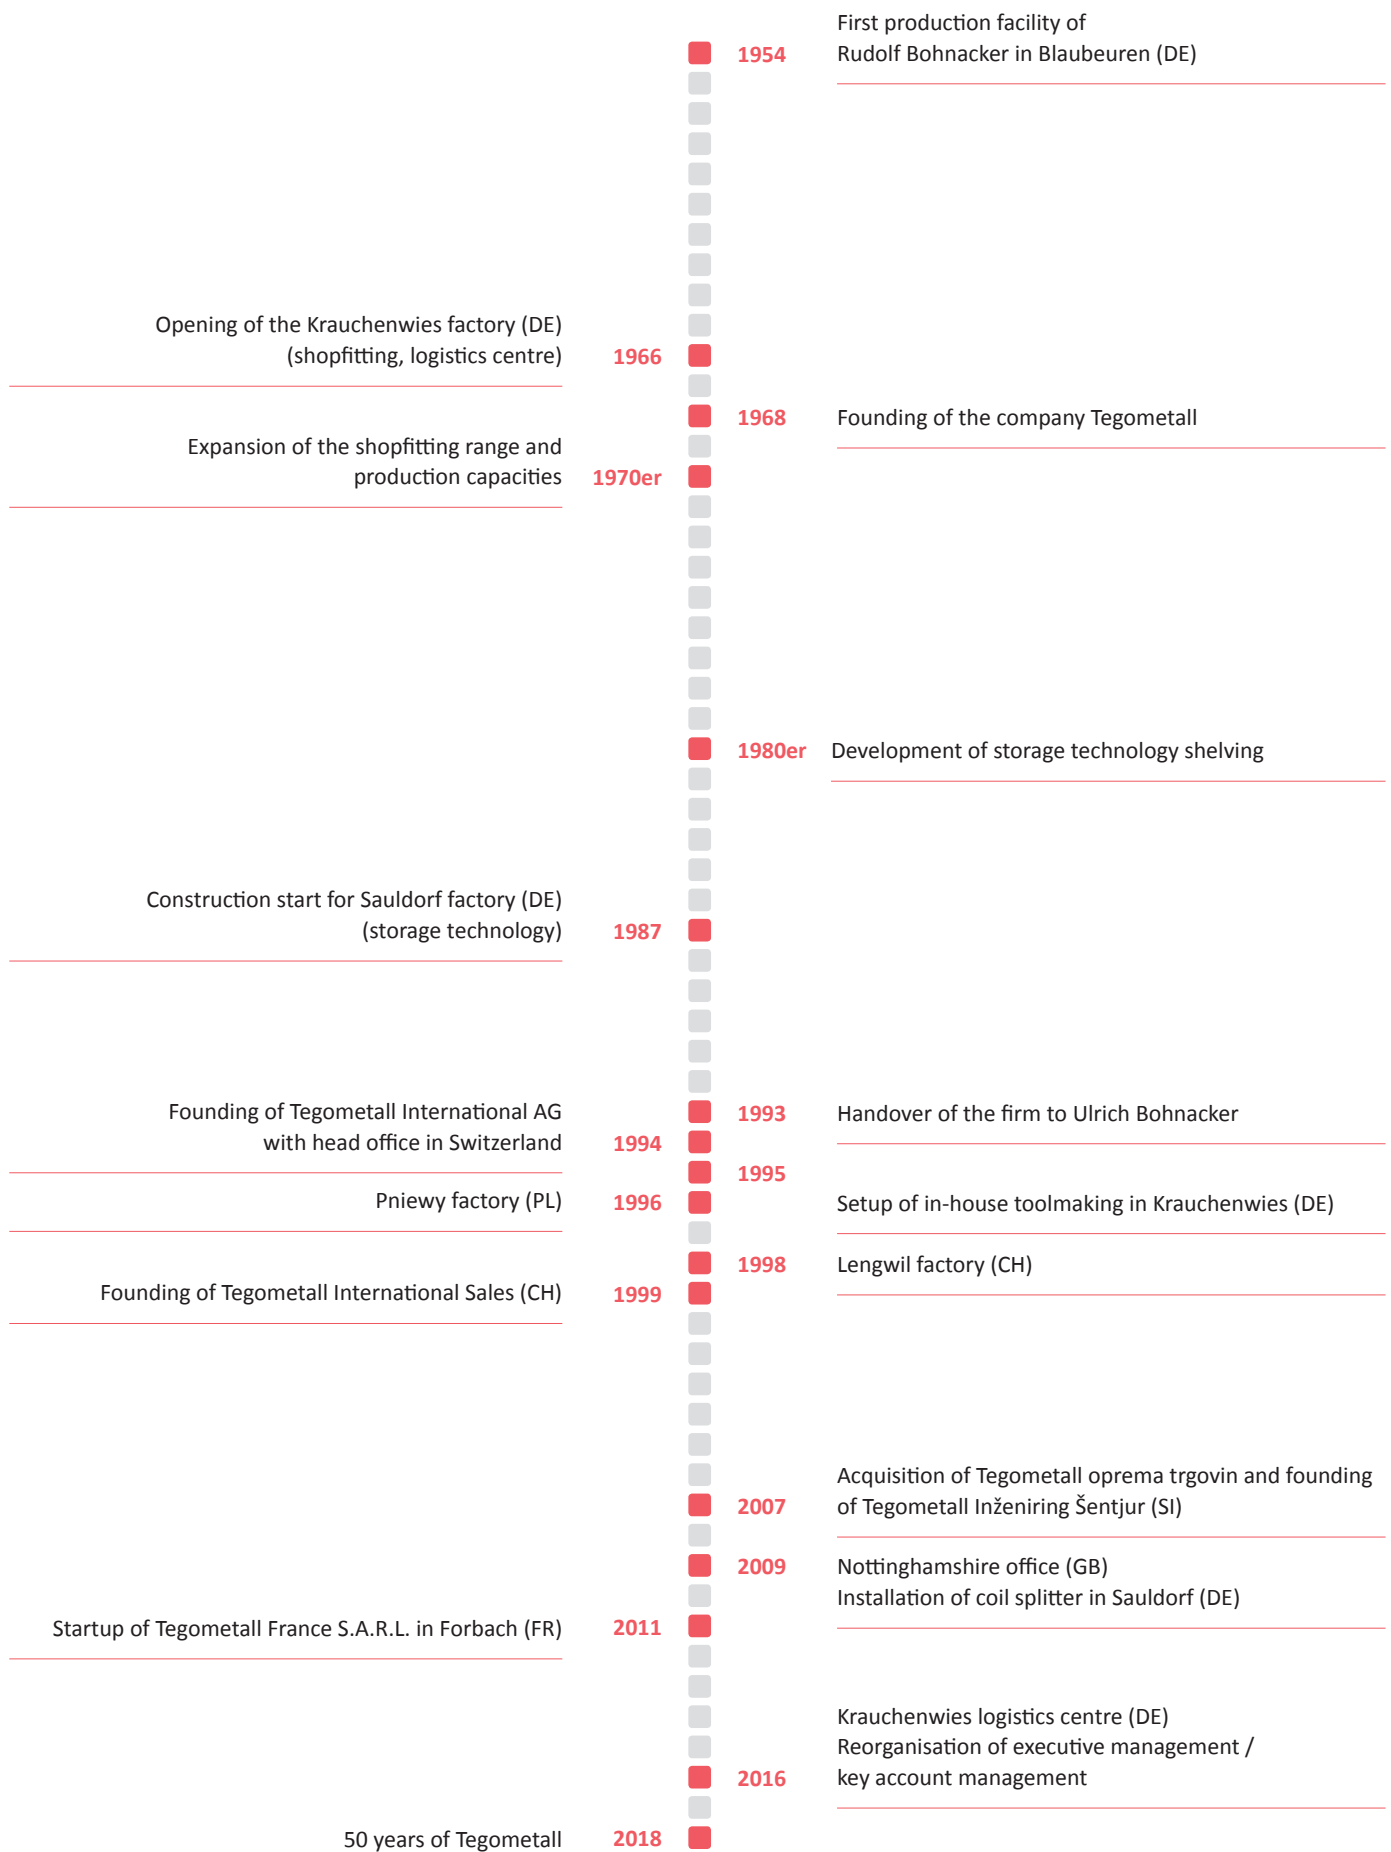 First production facility of
1954 Rudolf Bohnacker in Blaubeuren (DE)
Opening of the Krauchenwies factory (DE)
(shopfitting, logistics centre) 1966
1968 Founding of the company Tegometall
Expansion of the shopfitting range and
production capacities 1970er
1980er Development of storage technology shelving
Construction start for Sauldorf factory (DE)
(storage technology) 1987
1993 Handover of the firm to Ulrich Bohnacker
Founding of Tegometall International AG
with head office in Switzerland 1994
1995
Setup of in-house toolmaking in Krauchenwies (DE)
Pniewy factory (PL) 1996
1998 Lengwil factory (CH)
Founding of Tegometall International Sales (CH) 1999
Acquisition of Tegometall oprema trgovin and founding
2007 of Tegometall Inženiring Šentjur (SI)
2009 Nottinghamshire office (GB)
Installation of coil splitter in Sauldorf (DE)
Startup of Tegometall France S.A.R.L. in Forbach (FR) 2011
Krauchenwies logistics centre (DE)
Reorganisation of executive management /
2016 key account management
50 years of Tegometall 2018